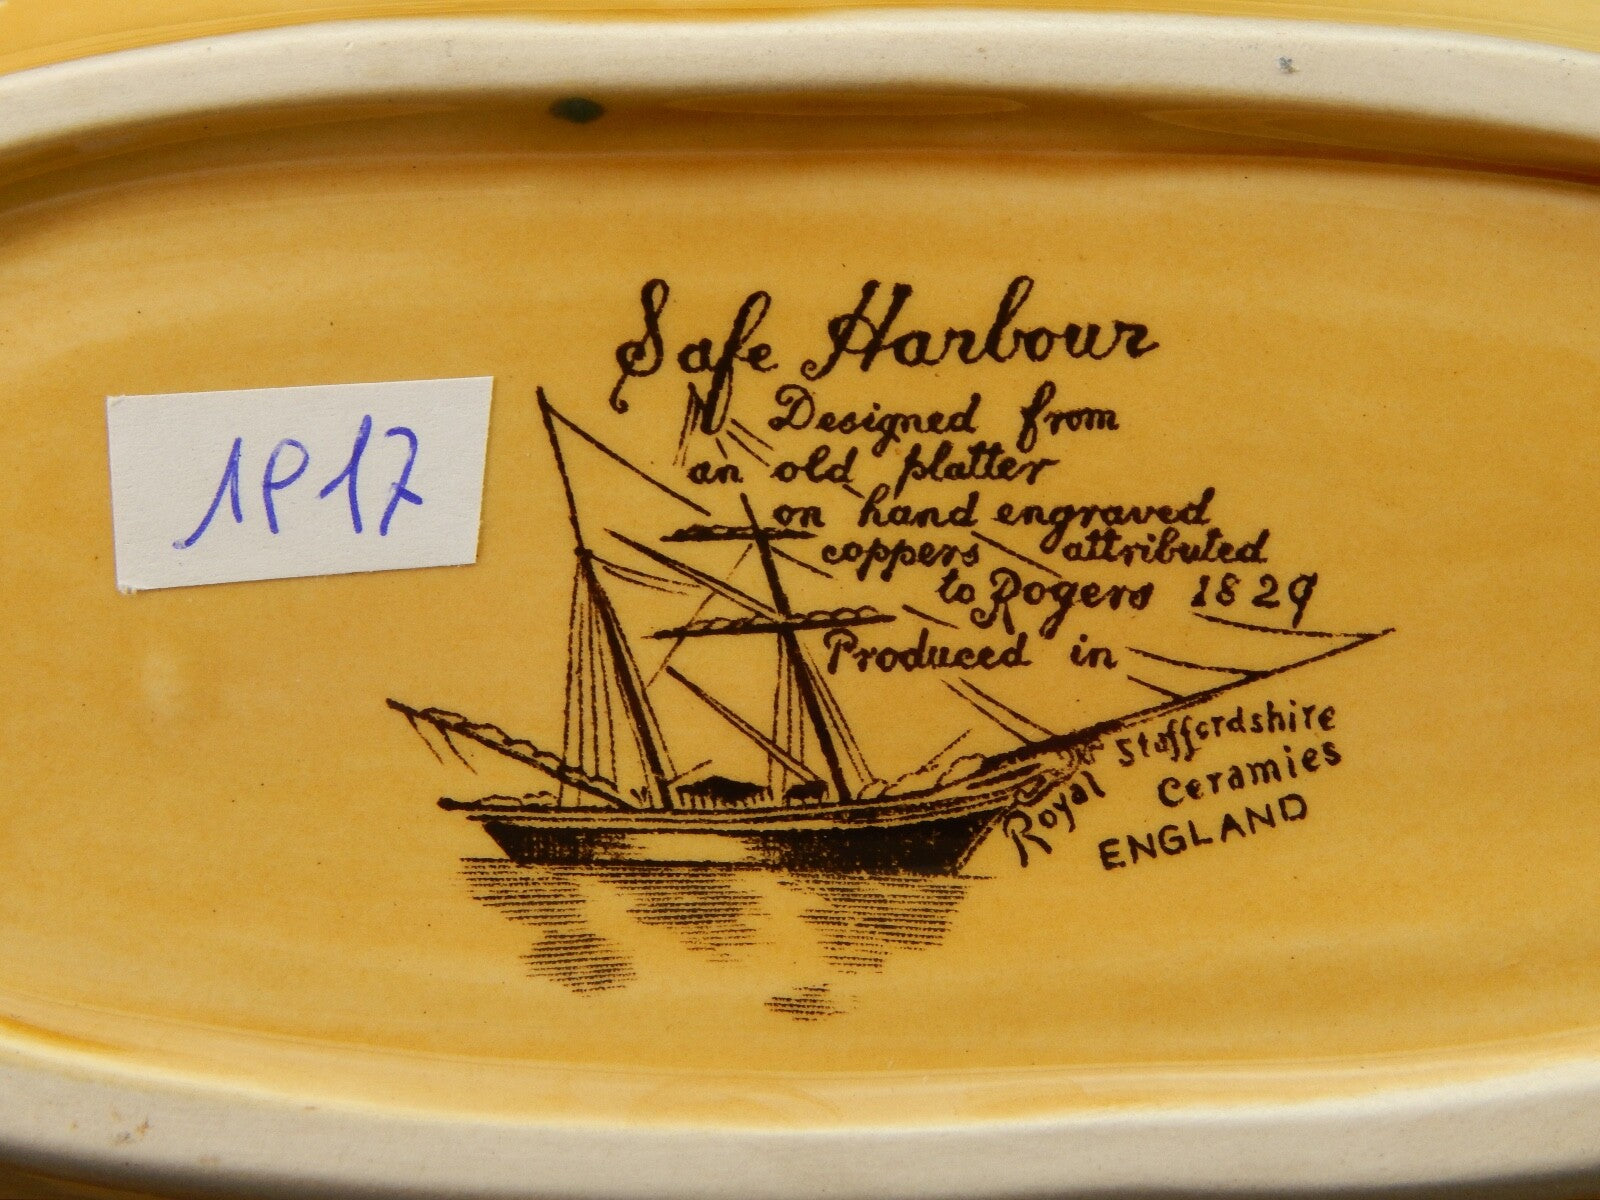 1P17
Safe Harbour
Designed from
an old platter
on hand engraved
coppers attributed
to Rogers 1829
Produced in
Royal Staffordshire
Ceramies
ENGLAND